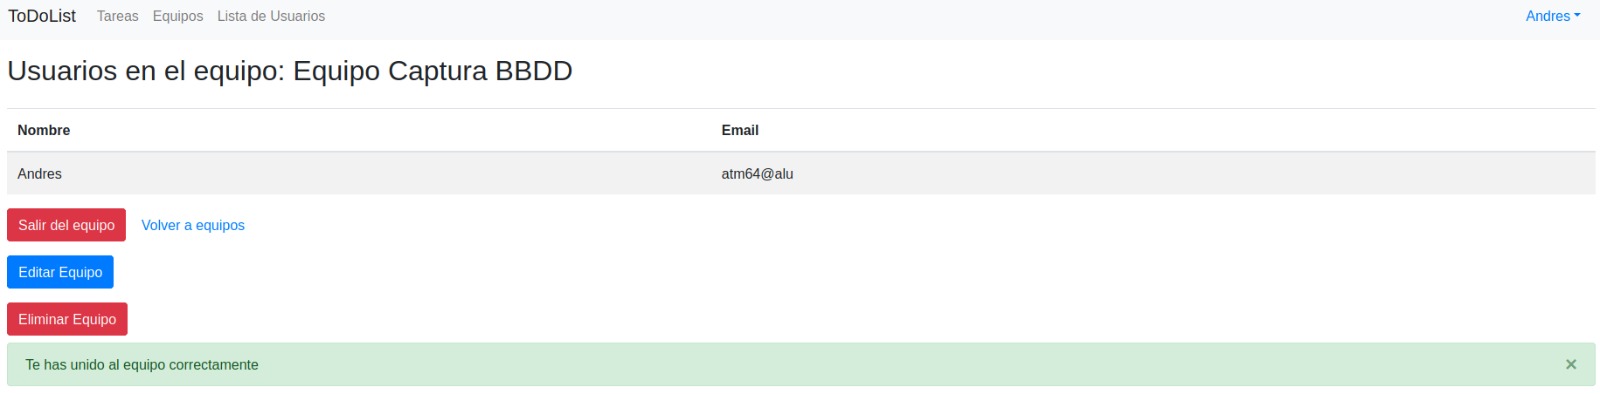 ToDoList Tareas Equipos Lista de Usuarios Andres
Usuarios en el equipo: Equipo Captura BBDD
Nombre Email
Andres atm64@alu
Salir del equipo Volver a equipos
Editar Equipo
Eliminar Equipo
Te has unido al equipo correctamente ×